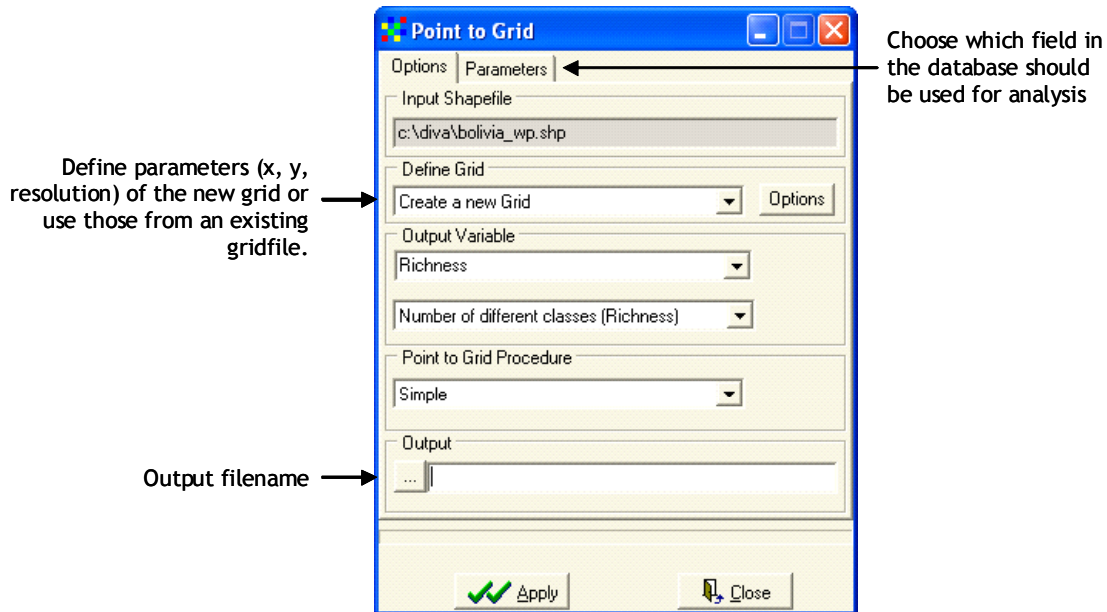 Point to Grid
Options
Parameters
Choose which field in
the database should
be used for analysis
Input Shapefile
c:\diva\bolivia_wp.shp
Define parameters (x, y,
resolution) of the new grid or
use those from an existing
gridfile.
Define Grid
Create a new Grid
Options
Output Variable
Richness
Number of different classes (Richness)
Point to Grid Procedure
Simple
Output filename
Output
...
Apply
Close